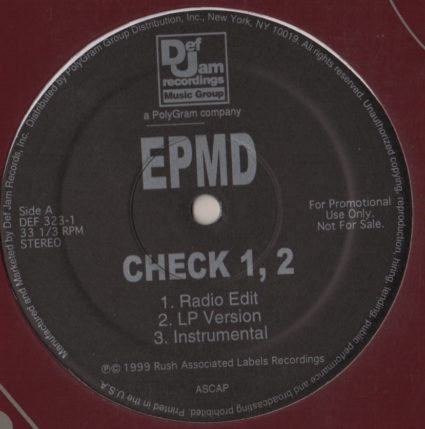 Manufactured and Marketed by Def Jam Records, Inc. Distributed by PolyGram Group Distribution, Inc., New York, NY 10019. All rights reserved. Unauthorized copying, reproduction, hiring, lending, public performance and broadcasting prohibited. Printed in the U.S.A.
Def
Jam
recordings
Music Group
a PolyGram company
EPMD
Side A
DEF 323-1
33 1/3 RPM
STEREO
For Promotional
Use Only.
Not For Sale.
CHECK 1, 2
1. Radio Edit
2. LP Version
3. Instrumental
℗© 1999 Rush Associated Labels Recordings
ASCAP